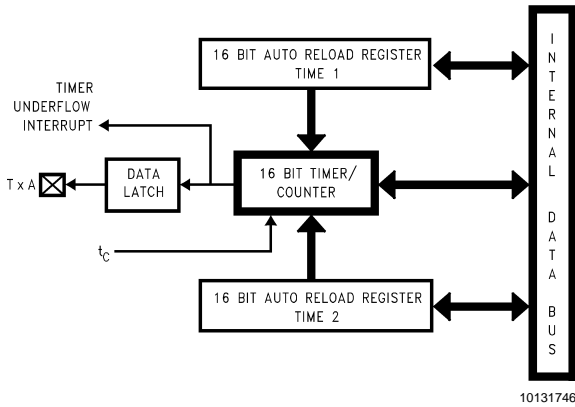 16 BIT AUTO RELOAD REGISTER
TIME 1
TIMER
UNDERFLOW
INTERRUPT
16 BIT TIMER/
COUNTER
DATA
LATCH
TxA
tC
16 BIT AUTO RELOAD REGISTER
TIME 2
INTERNAL DATA BUS
10131746